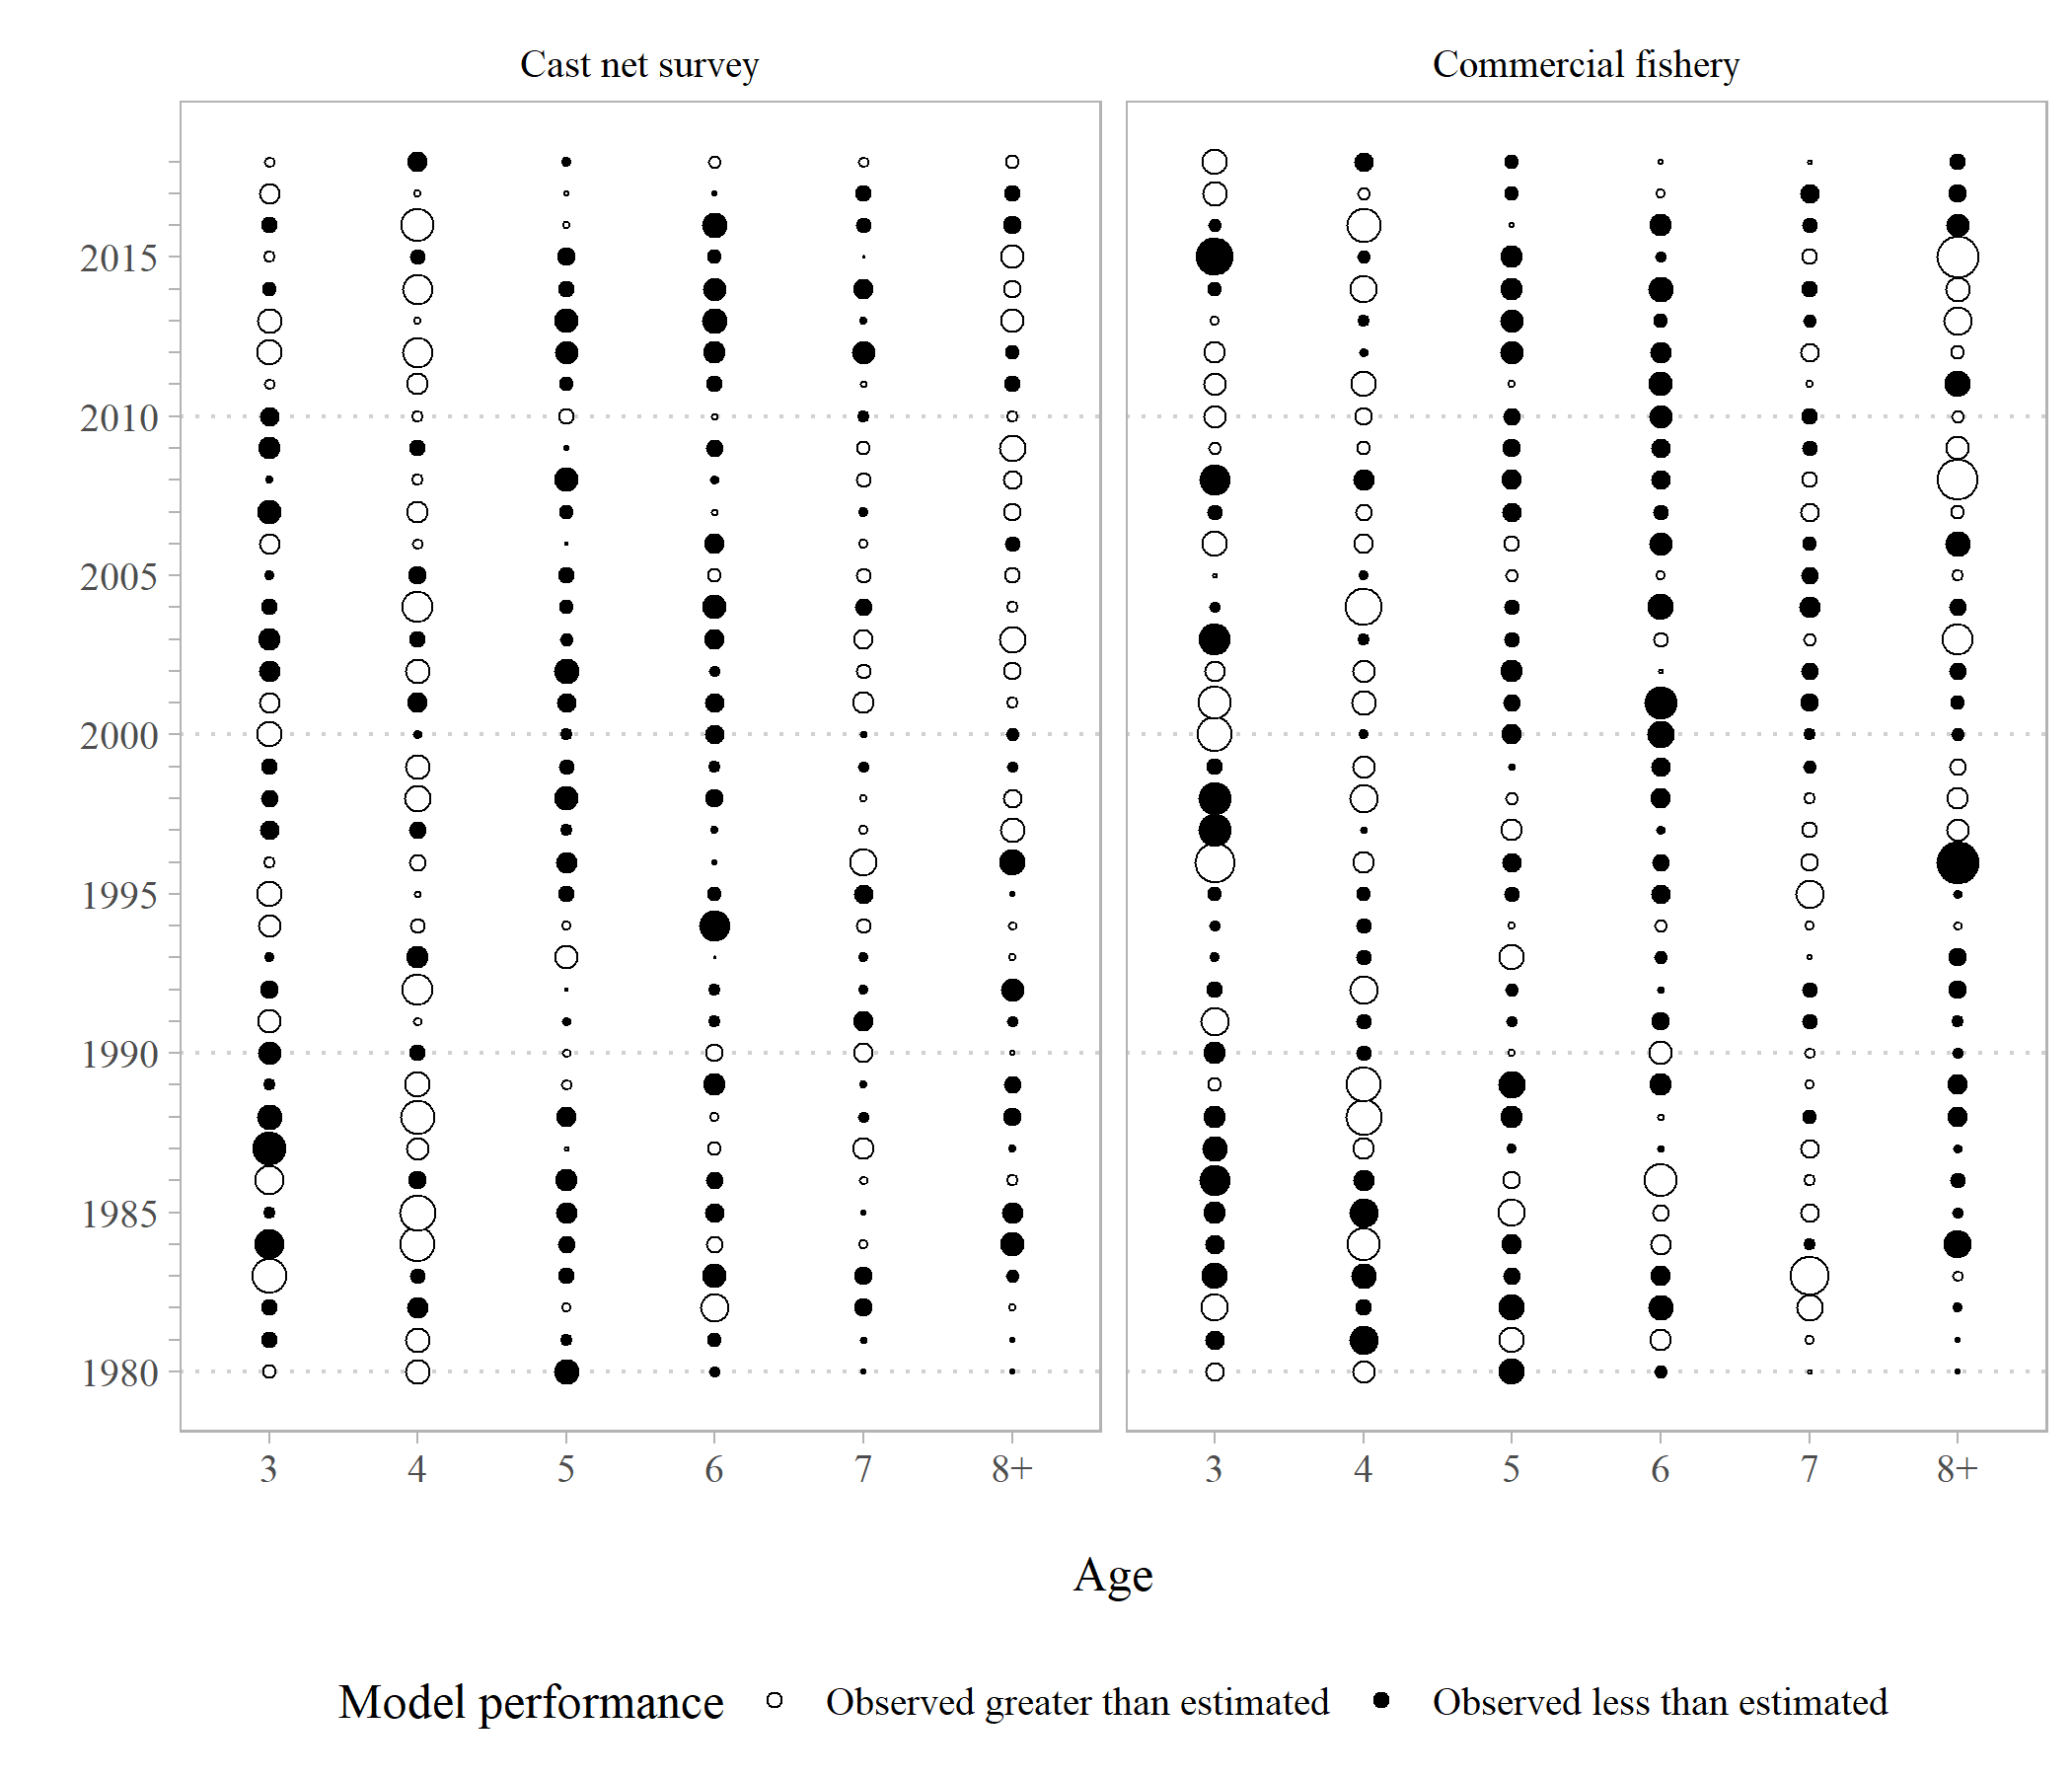 Cast net survey Commercial fishery
2015
2010
2005
2000
1995
1990
1985
1980
3 4 5 6 7 8+ 3 4 5 6 7 8+
Age
Model performance Observed greater than estimated Observed less than estimated